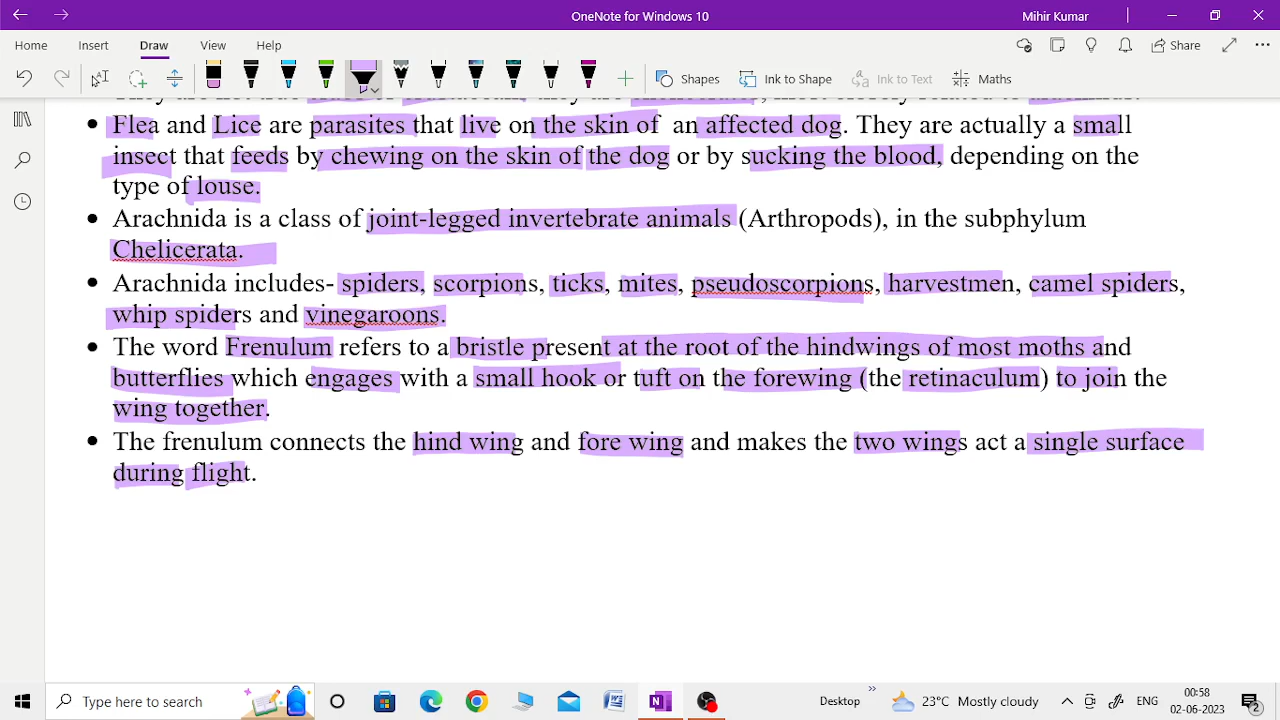 OneNote for Windows 10
Mihir Kumar
Home Insert Draw View Help
Share
Shapes
Ink to Shape
Ink to Text
Maths
• Flea and Lice are parasites that live on the skin of an affected dog. They are actually a small
insect that feeds by chewing on the skin of the dog or by sucking the blood, depending on the
type of louse.
• Arachnida is a class of joint-legged invertebrate animals (Arthropods), in the subphylum
Chelicerata.
• Arachnida includes- spiders, scorpions, ticks, mites, pseudoscorpions, harvestmen, camel spiders,
whip spiders and vinegaroons.
• The word Frenulum refers to a bristle present at the root of the hindwings of most moths and
butterflies which engages with a small hook or tuft on the forewing (the retinaculum) to join the
wing together.
• The frenulum connects the hind wing and fore wing and makes the two wings act a single surface
during flight.
Type here to search
Desktop
23°C Mostly cloudy
ENG
00:58
02-06-2023
2